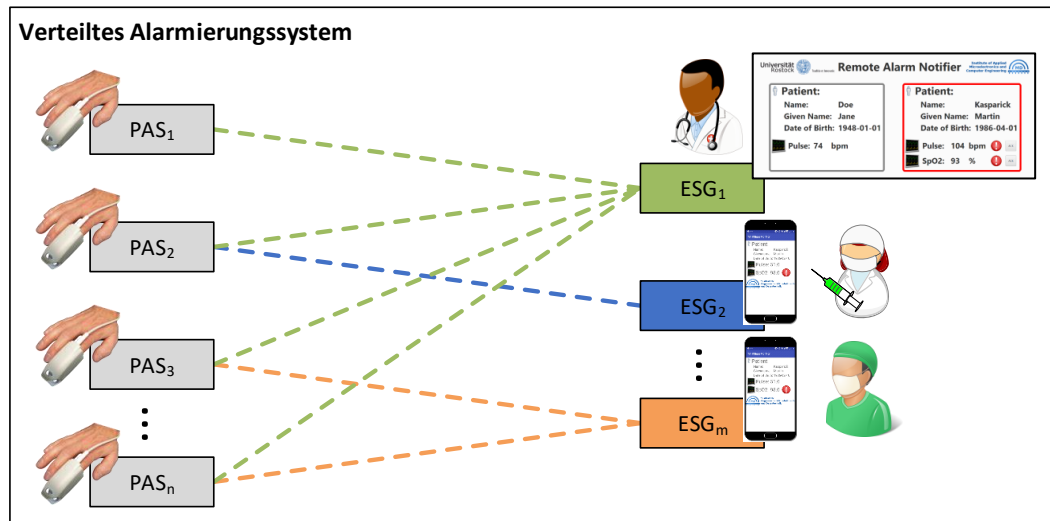 Verteiltes Alarmierungssystem
Universität
Rostock
Remote Alarm Notifier
Institute of Applied
Microelectronics and
Computer Engineering
Patient:
Name: Doe
Given Name: Jane
Date of Birth: 1948-01-01
Pulse: 74 bpm
Patient:
Name: Kasparick
Given Name: Martin
Date of Birth: 1986-04-01
Pulse: 104 bpm
SpO2: 93 %
PAS1
ESG1
PAS2
Patient
ESG2
PAS3
Patient
ESGm
PASn